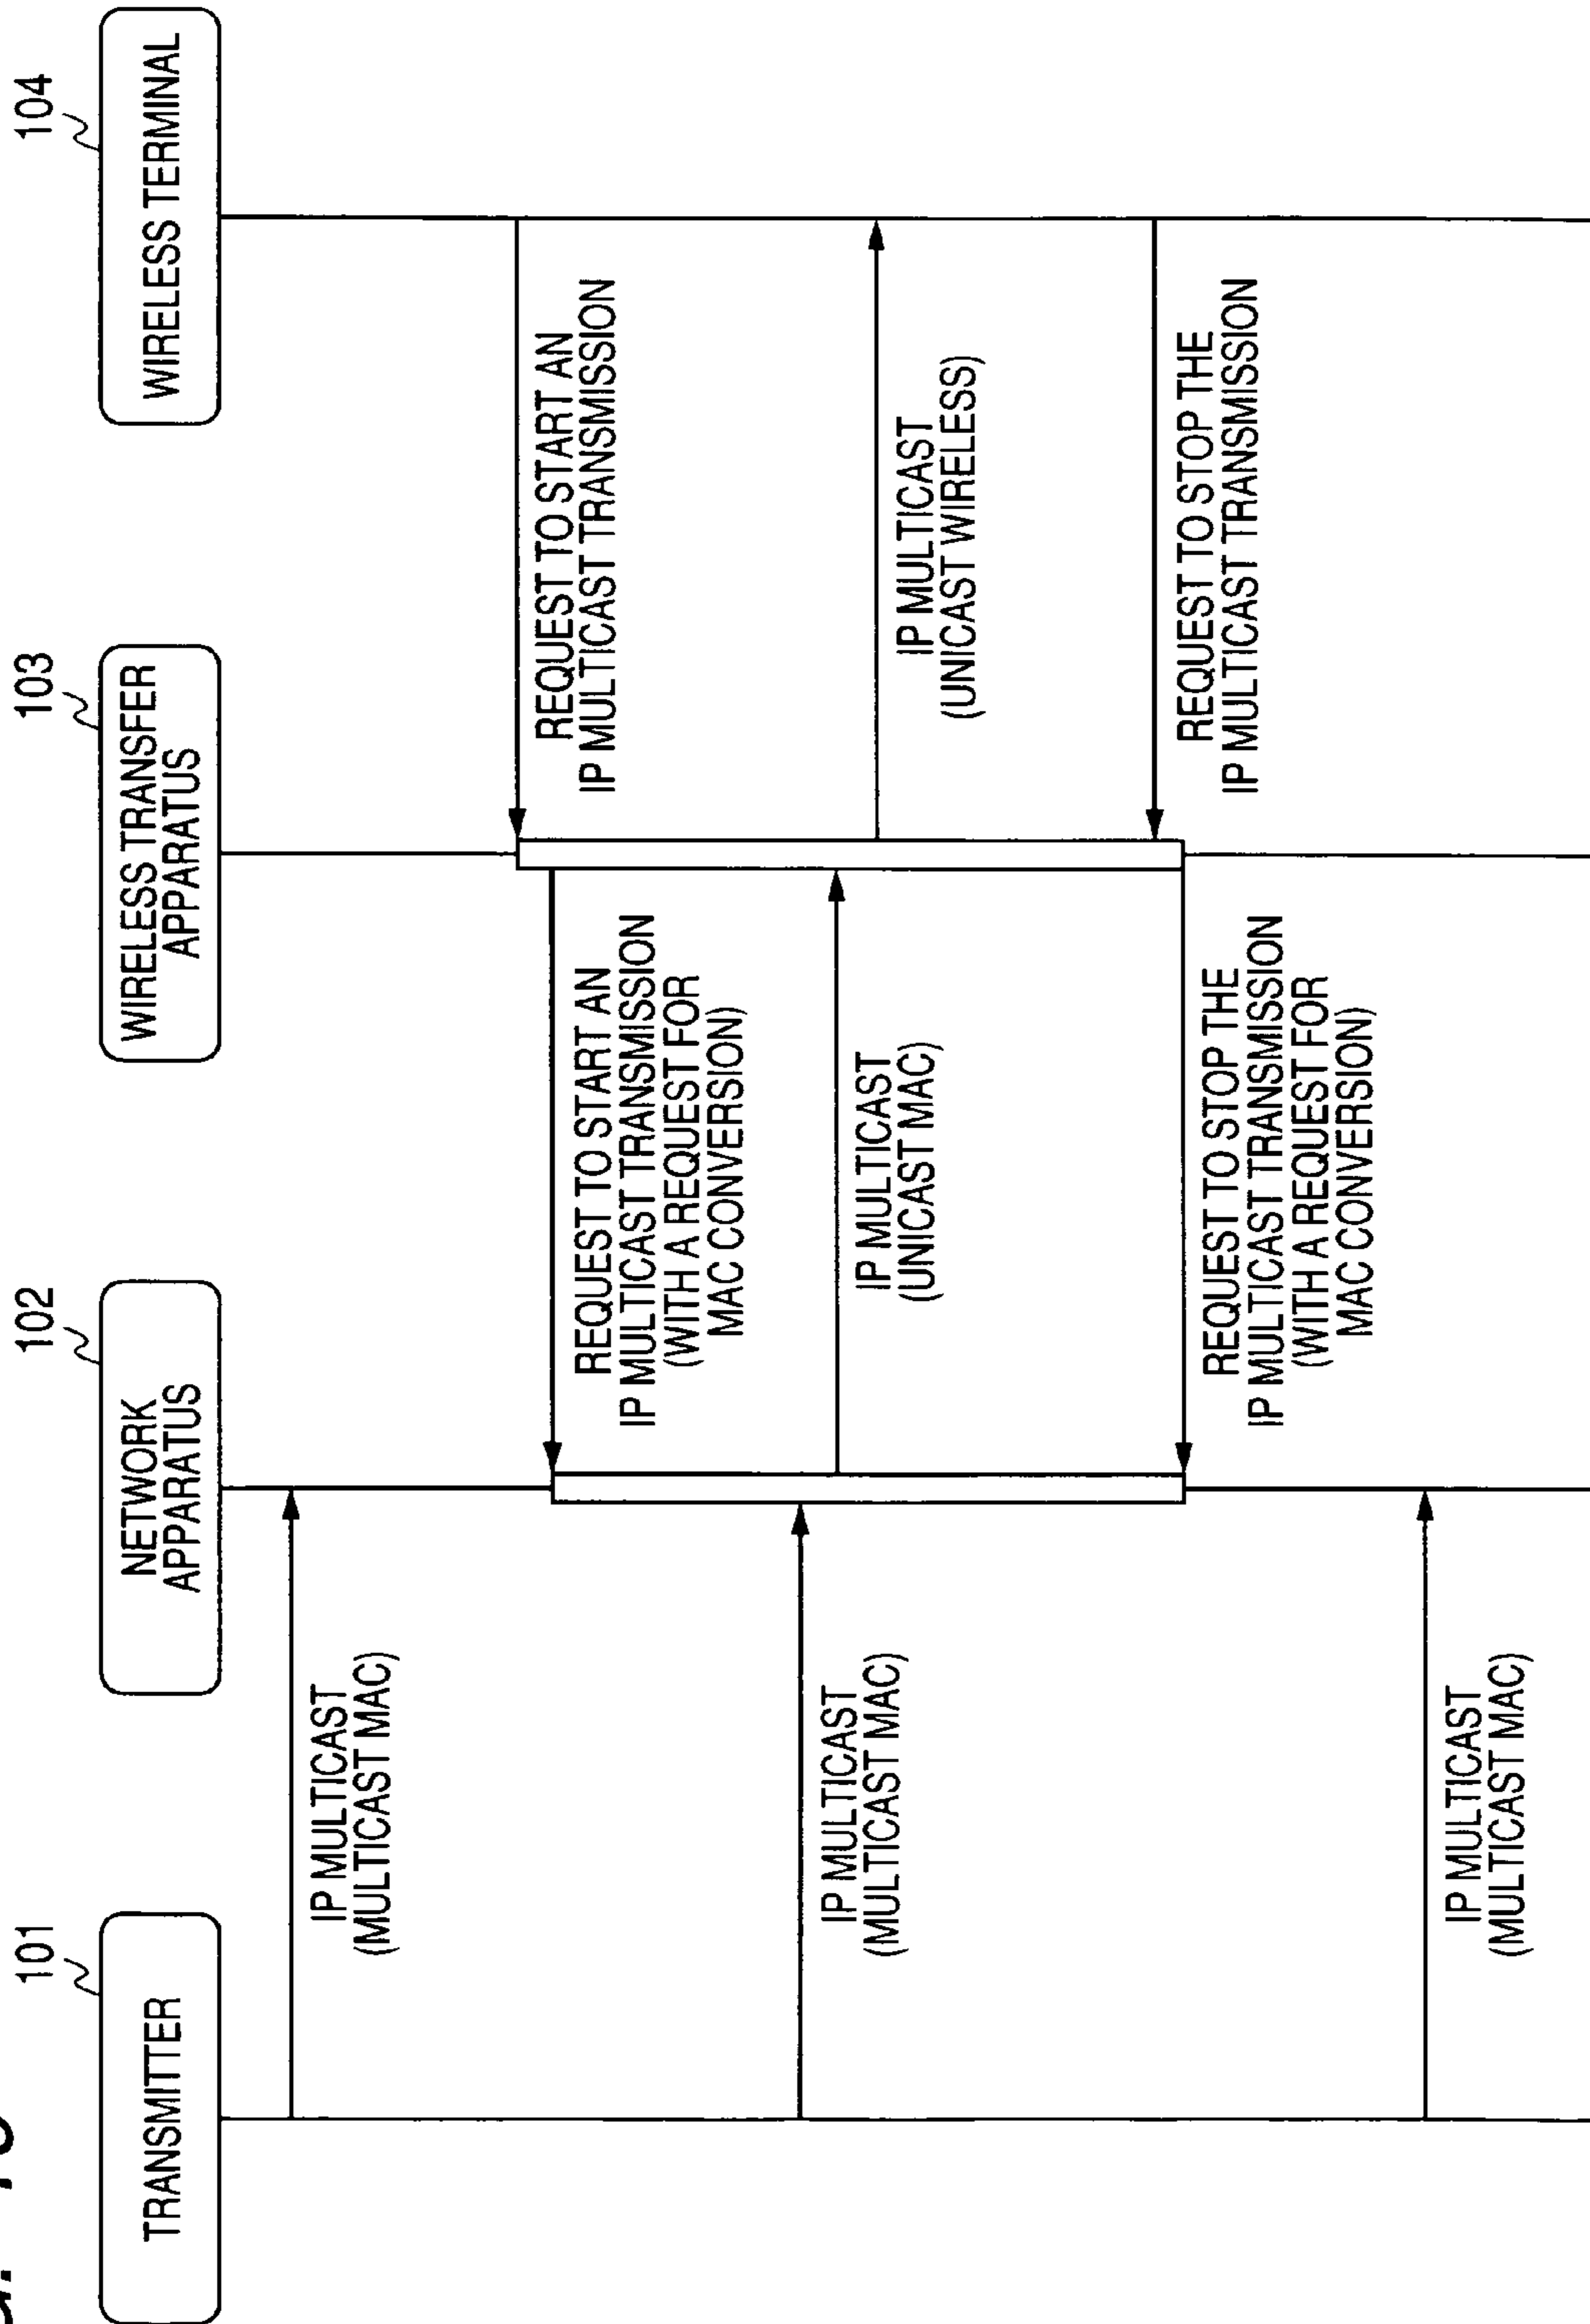 101
TRANSMITTER
102
NETWORK
APPARATUS
103
WIRELESS TRANSFER
APPARATUS
104
WIRELESS TERMINAL
IP MULTICAST
(MULTICAST MAC)
REQUEST TO START AN
IP MULTICAST TRANSMISSION
REQUEST TO START AN
IP MULTICAST TRANSMISSION
(WITH A REQUEST FOR
MAC CONVERSION)
IP MULTICAST
(MULTICAST MAC)
IP MULTICAST
(UNICAST MAC)
IP MULTICAST
(UNICAST WIRELESS)
REQUEST TO STOP THE
IP MULTICAST TRANSMISSION
REQUEST TO STOP THE
IP MULTICAST TRANSMISSION
(WITH A REQUEST FOR
MAC CONVERSION)
IP MULTICAST
(MULTICAST MAC)